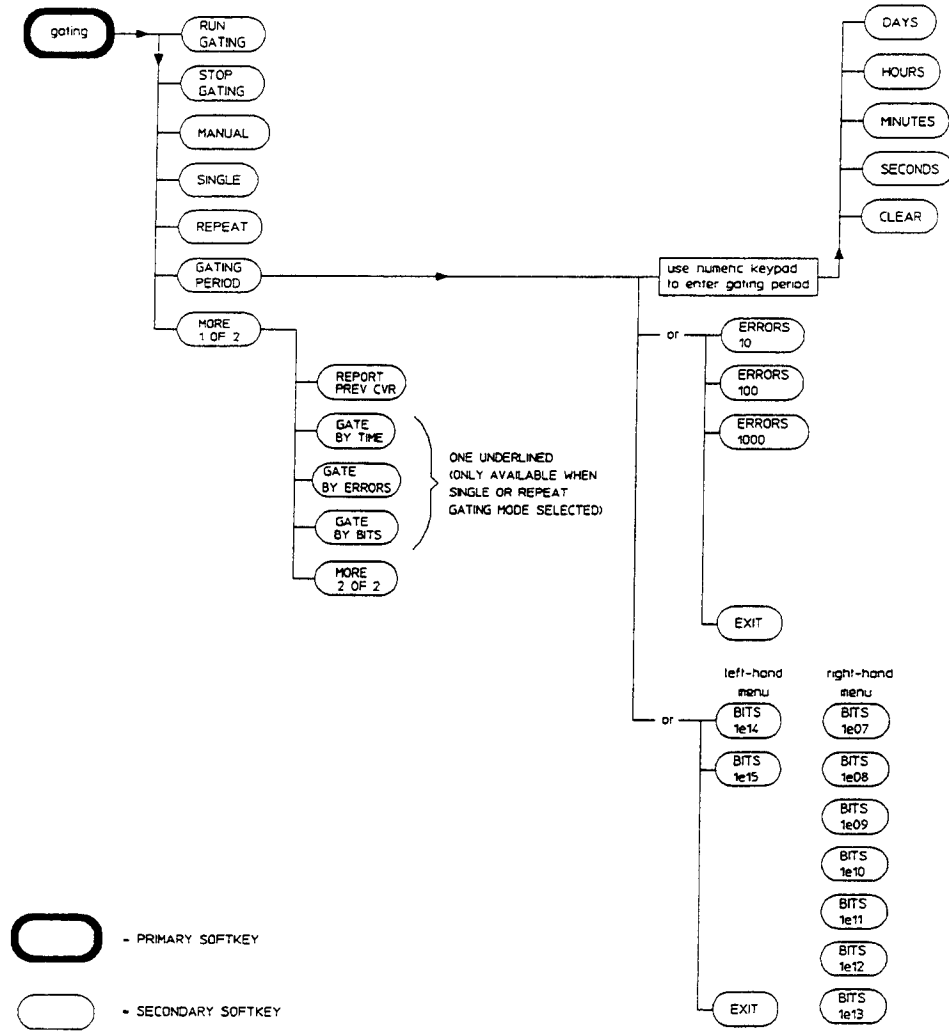 gating
RUN
GATING
STOP
GATING
MANUAL
SINGLE
REPEAT
GATING
PERIOD
MORE
1 OF 2
REPORT
PREV CVR
GATE
BY TIME
GATE
BY ERRORS
GATE
BY BITS
MORE
2 OF 2
ONE UNDERLINED
(ONLY AVAILABLE WHEN
SINGLE OR REPEAT
GATING MODE SELECTED)
use numeric keypad
to enter gating period
DAYS
HOURS
MINUTES
SECONDS
CLEAR
or
ERRORS
10
ERRORS
100
ERRORS
1000
EXIT
or
left-hand
menu
BITS
1e14
BITS
1e15
EXIT
right-hand
menu
BITS
1e07
BITS
1e08
BITS
1e09
BITS
1e10
BITS
1e11
BITS
1e12
BITS
1e13
- PRIMARY SOFTKEY
- SECONDARY SOFTKEY